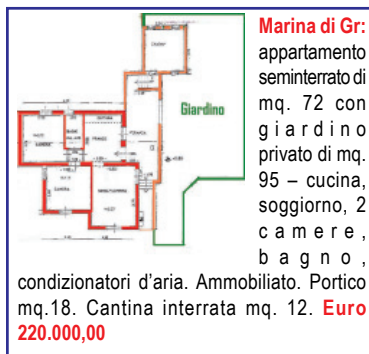 Giardino
Marina di Gr:
appartamento
seminterrato di
mq. 72 con
giardino
privato di mq.
95 – cucina,
soggiorno, 2
camere,
bagno,
condizionatori d'aria. Ammobiliato. Portico
mq.18. Cantina interrata mq. 12. Euro
220.000,00